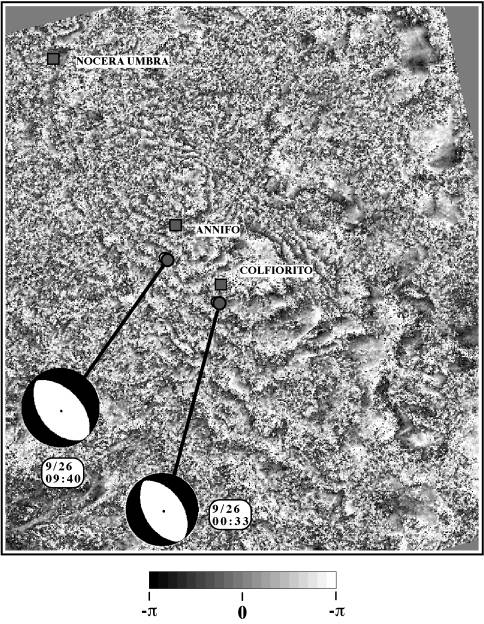 NOCERA UMBRA
ANNIFO
COLFIORITO
9/26
09:40
9/26
00:33
-π 0 -π